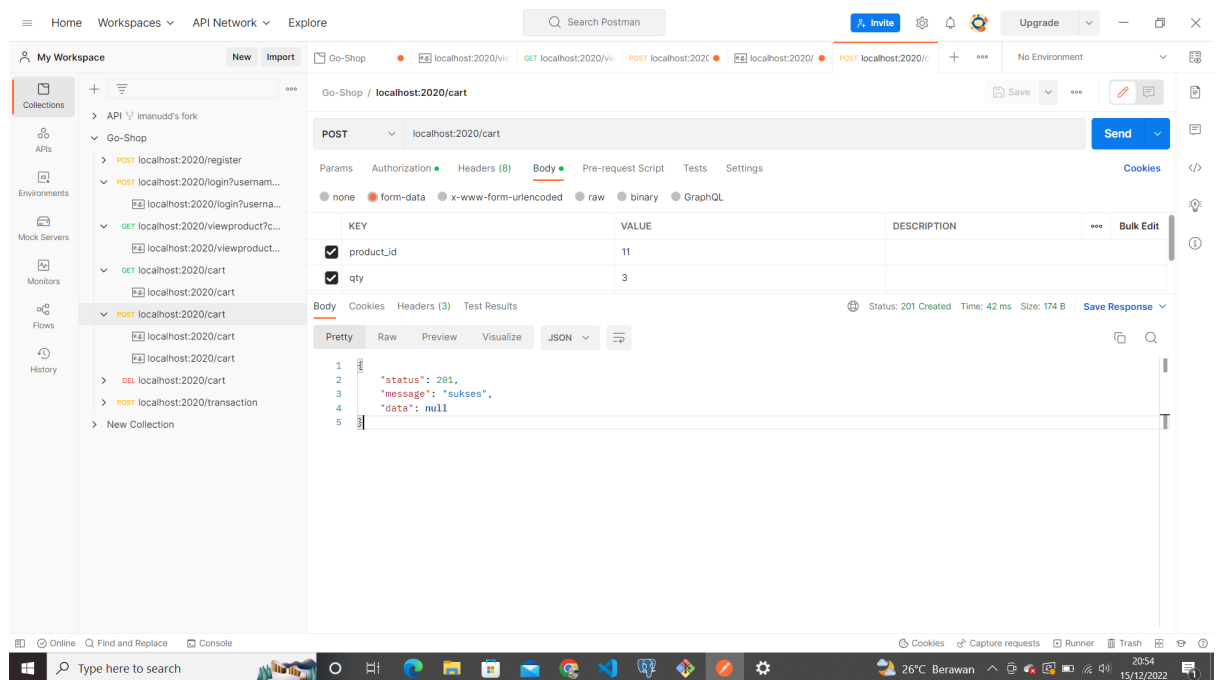 Home Workspaces API Network Explore Search Postman Invite Upgrade
My Workspace New Import Go-Shop localhost:2020/vie GET localhost:2020/vie POST localhost:2020 localhost:2020/ POST localhost:2020/c No Environment
Collections
APIs
Environments
Mock Servers
Monitors
Flows
History
API imanudd's fork
Go-Shop
POST localhost:2020/register
POST localhost:2020/login?usernam...
localhost:2020/login?userna...
GET localhost:2020/viewproduct?c...
localhost:2020/viewproduct...
GET localhost:2020/cart
localhost:2020/cart
POST localhost:2020/cart
localhost:2020/cart
localhost:2020/cart
DEL localhost:2020/cart
POST localhost:2020/transaction
New Collection
Go-Shop / localhost:2020/cart Save
POST localhost:2020/cart Send
Params Authorization Headers (8) Body Pre-request Script Tests Settings Cookies
none form-data x-www-form-urlencoded raw binary GraphQL
KEY VALUE DESCRIPTION Bulk Edit
product_id 11
qty 3
Body Cookies Headers (3) Test Results Status: 201 Created Time: 42 ms Size: 174 B Save Response
Pretty Raw Preview Visualize JSON
1 {
2 "status": 201,
3 "message": "sukses",
4 "data": null
5 }
Online Find and Replace Console Cookies Capture requests Runner Trash
Type here to search 26°C Berawan 20:54
15/12/2022